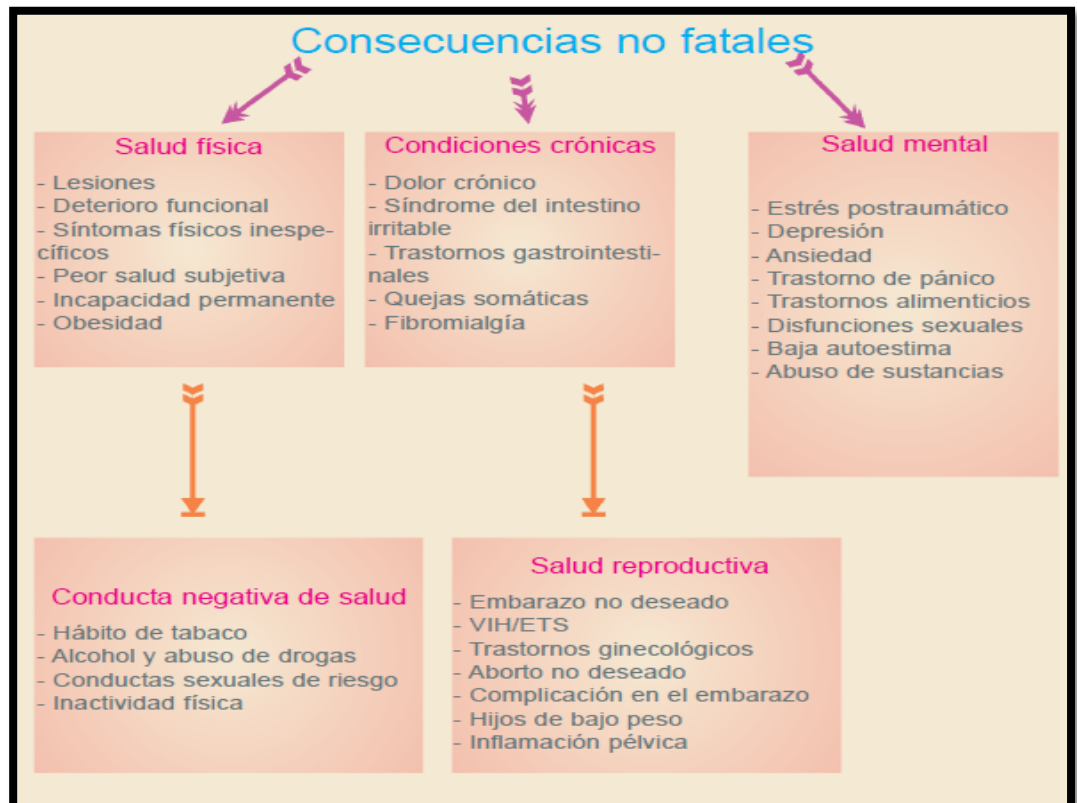 Consecuencias no fatales
Salud física
- Lesiones
- Deterioro funcional
- Síntomas físicos inespe-
cíficos
- Peor salud subjetiva
- Incapacidad permanente
- Obesidad
Condiciones crónicas
- Dolor crónico
- Síndrome del intestino
irritable
- Trastornos gastrointesti-
nales
- Quejas somáticas
- Fibromialgía
Salud mental
- Estrés postraumático
- Depresión
- Ansiedad
- Trastorno de pánico
- Trastornos alimenticios
- Disfunciones sexuales
- Baja autoestima
- Abuso de sustancias
Conducta negativa de salud
- Hábito de tabaco
- Alcohol y abuso de drogas
- Conductas sexuales de riesgo
- Inactividad física
Salud reproductiva
- Embarazo no deseado
- VIH/ETS
- Trastornos ginecológicos
- Aborto no deseado
- Complicación en el embarazo
- Hijos de bajo peso
- Inflamación pélvica